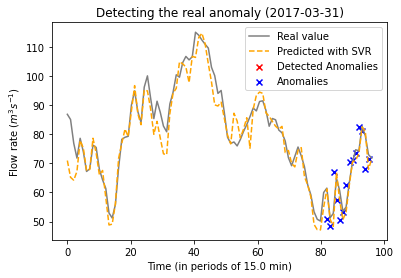 Detecting the real anomaly (2017-03-31)
Real value
Predicted with SVR
Detected Anomalies
Anomalies
Flow rate (m³s⁻¹)
110
100
90
80
70
60
50
0 20 40 60 80 100
Time (in periods of 15.0 min)